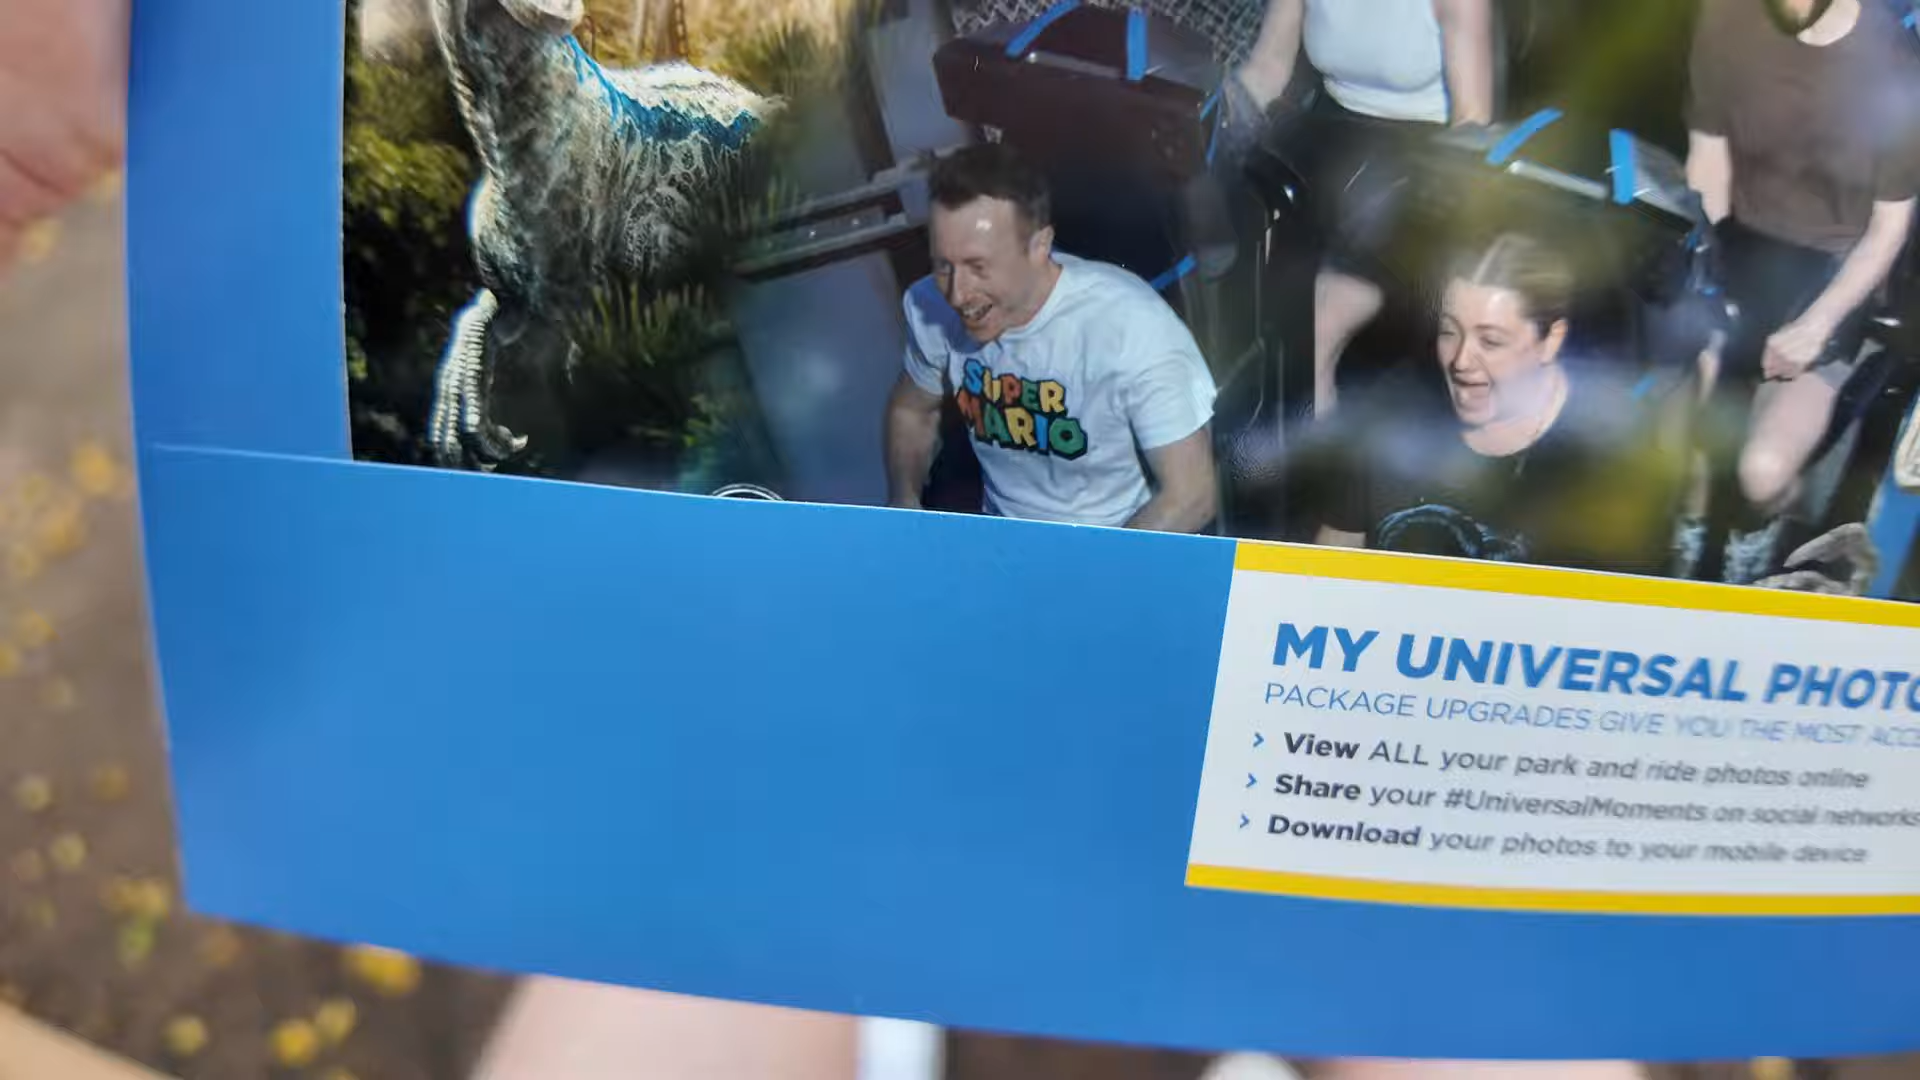 SUPER
MARIO
MY UNIVERSAL PHOTO
PACKAGE UPGRADES GIVE YOU THE MOST
› View ALL your park and ride photos online
› Share your #UniversalMoments on social networks
› Download your photos to your mobile device